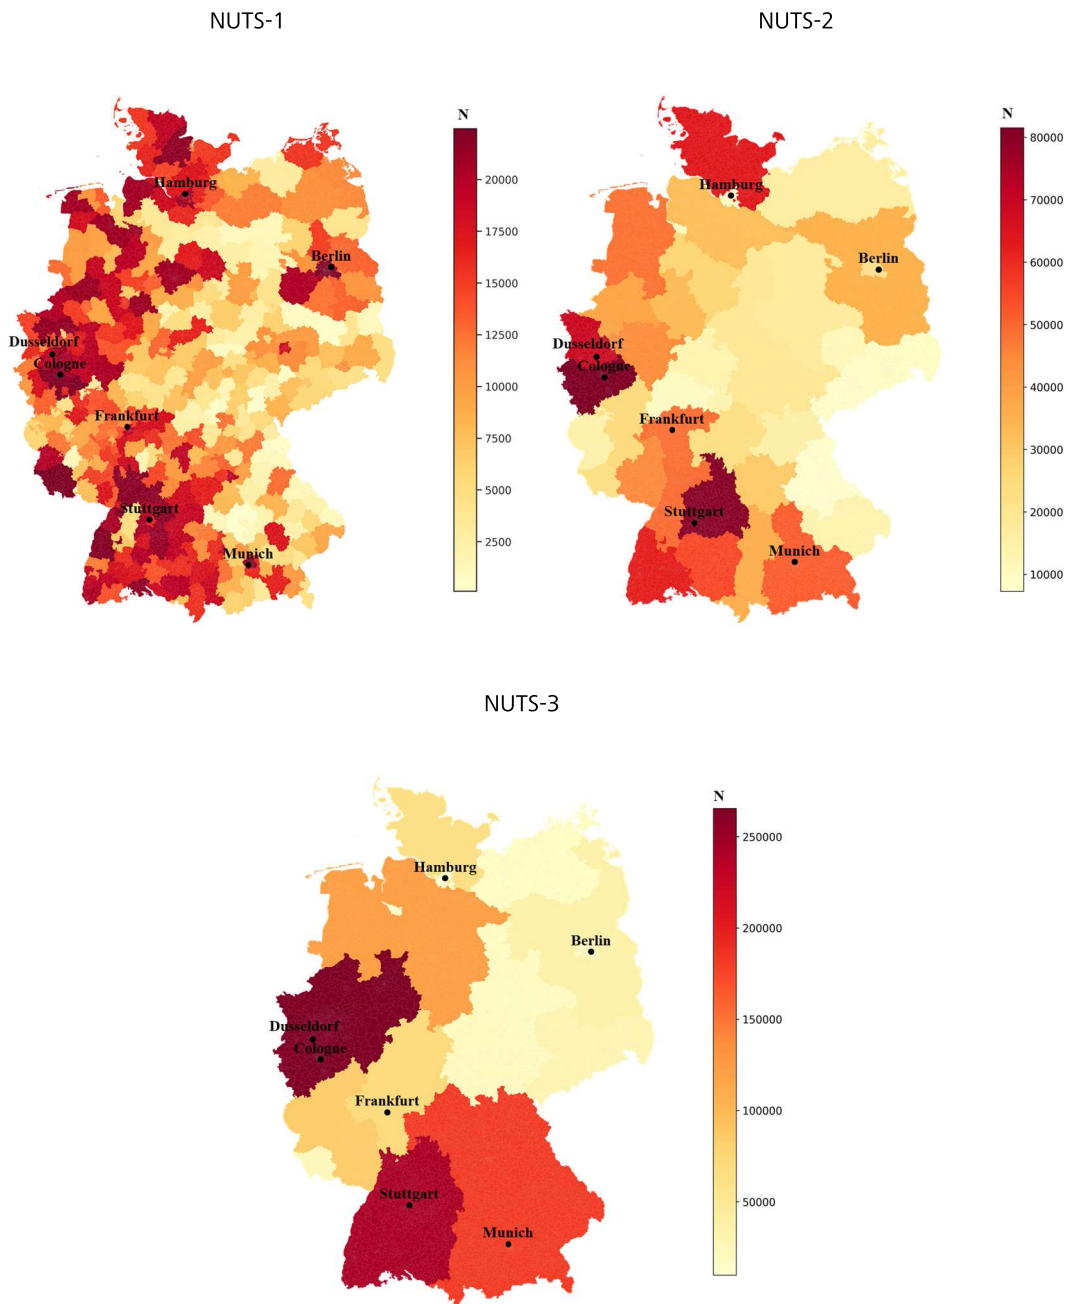 NUTS-1
NUTS-2
N
20000
17500
15000
12500
10000
7500
5000
2500
Hamburg
Berlin
Dusseldorf
Cologne
Frankfurt
Stuttgart
Munich
N
80000
70000
60000
50000
40000
30000
20000
10000
Hamburg
Berlin
Dusseldorf
Cologne
Frankfurt
Stuttgart
Munich
NUTS-3
N
250000
200000
150000
100000
50000
Hamburg
Berlin
Dusseldorf
Cologne
Frankfurt
Stuttgart
Munich